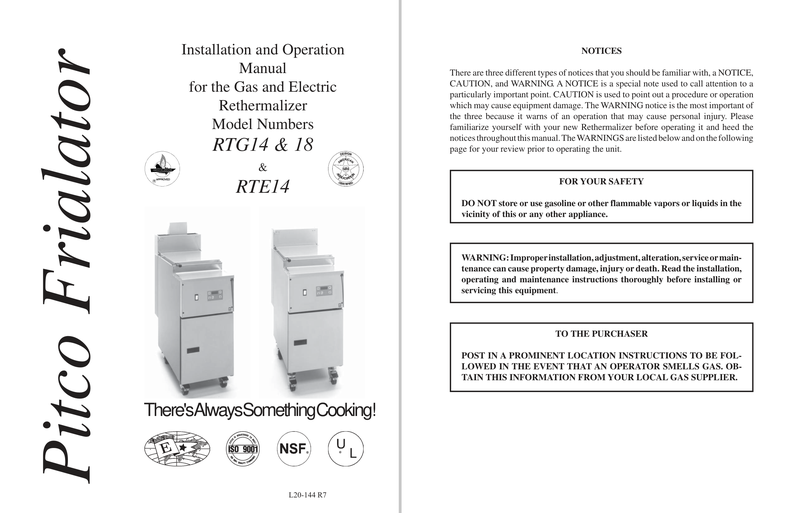 Pitco Frialator
Installation and Operation
Manual
for the Gas and Electric
Rethermalizer
Model Numbers
RTG14 & 18
&
RTE14
There's Always Something Cooking!
E
ISO 9001
NSF®
U L
L20-144 R7
NOTICES
There are three different types of notices that you should be familiar with, a NOTICE,
CAUTION, and WARNING. A NOTICE is a special note used to call attention to a
particularly important point. CAUTION is used to point out a procedure or operation
which may cause equipment damage. The WARNING notice is the most important of
the three because it warns of an operation that may cause personal injury. Please
familiarize yourself with your new Rethermalizer before operating it and heed the
notices throughout this manual. The WARNINGS are listed below and on the following
page for your review prior to operating the unit.
FOR YOUR SAFETY
DO NOT store or use gasoline or other flammable vapors or liquids in the
vicinity of this or any other appliance.
WARNING: Improper installation, adjustment, alteration, service or main-
tenance can cause property damage, injury or death. Read the installation,
operating and maintenance instructions thoroughly before installing or
servicing this equipment.
TO THE PURCHASER
POST IN A PROMINENT LOCATION INSTRUCTIONS TO BE FOL-
LOWED IN THE EVENT THAT AN OPERATOR SMELLS GAS. OB-
TAIN THIS INFORMATION FROM YOUR LOCAL GAS SUPPLIER.